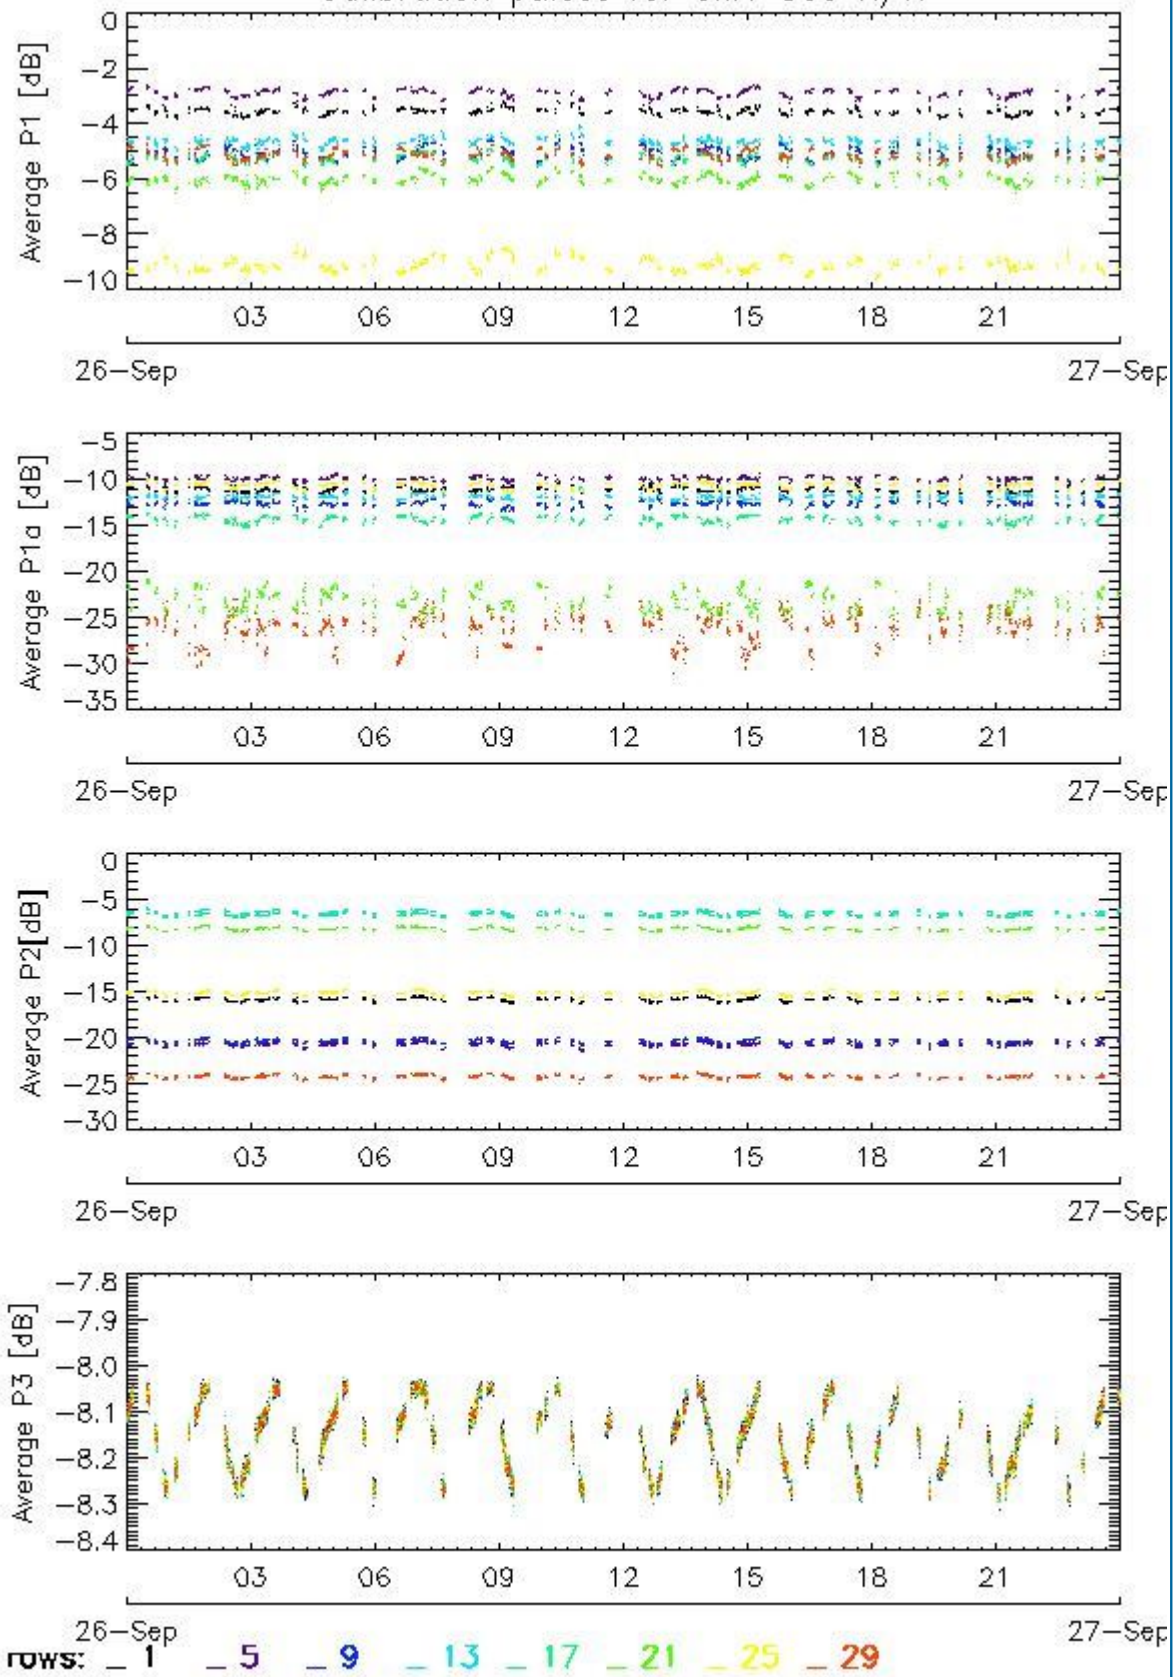 0
-2
-4
-6
-8
-10
Average P1 [dB]
03 06 09 12 15 18 21
26-Sep 27-Sep
-5
-10
-15
-20
-25
-30
-35
Average P1a [dB]
03 06 09 12 15 18 21
26-Sep 27-Sep
0
-5
-10
-15
-20
-25
-30
Average P2[dB]
03 06 09 12 15 18 21
26-Sep 27-Sep
-7.8
-7.9
-8.0
-8.1
-8.2
-8.3
-8.4
Average P3 [dB]
03 06 09 12 15 18 21
26-Sep 27-Sep
rows: _ 1 _ 5 _ 9 _ 13 _ 17 _ 21 _ 25 _ 29